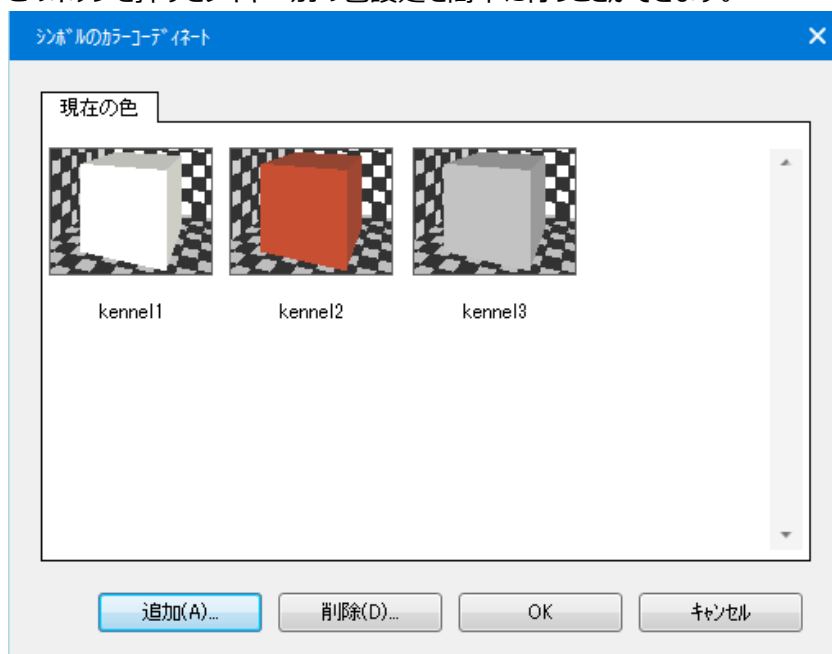 シンボルのカラーコーディネート
現在の色
kennel1
kennel2
kennel3
追加(A)...
削除(D)...
OK
キャンセル